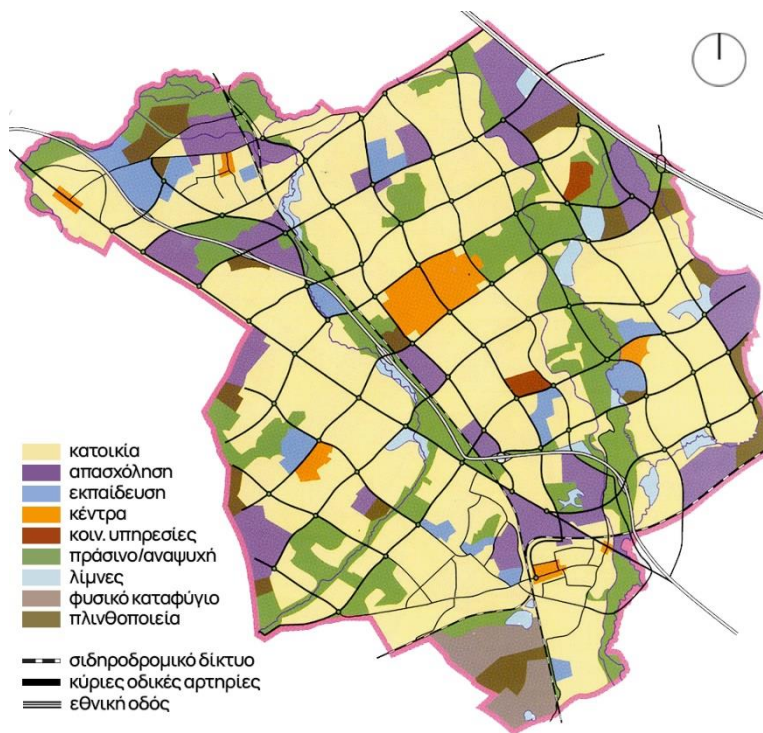 κατοικία
απασχόληση
εκπαίδευση
κέντρα
κοιν. υπηρεσίες
πράσινο/αναψυχή
λίμνες
φυσικό καταφύγιο
πλινθοποιεία
σιδηροδρομικό δίκτυο
κύριες οδικές αρτηρίες
εθνική οδός